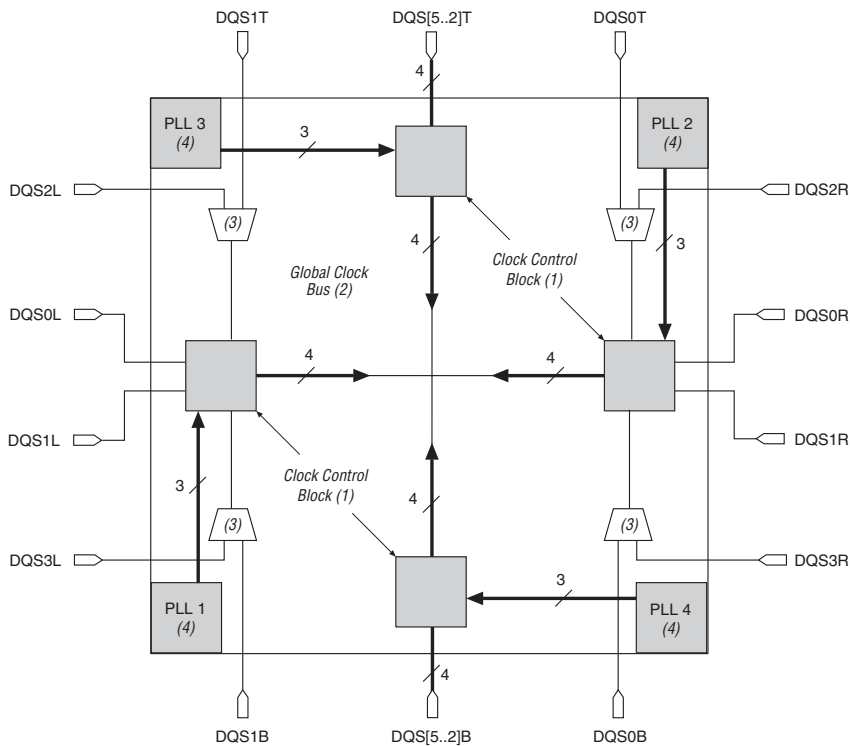 DQS1T
DQS[5..2]T
DQS0T
4
PLL 3
(4)
3
PLL 2
(4)
DQS2L
DQS2R
(3)
(3)
4
3
Global Clock
Bus (2)
Clock Control
Block (1)
DQS0L
DQS0R
4
4
DQS1L
DQS1R
Clock Control
Block (1)
3
4
(3)
(3)
DQS3L
DQS3R
3
PLL 1
(4)
PLL 4
(4)
4
DQS1B
DQS[5..2]B
DQS0B